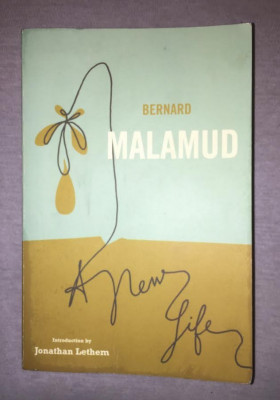 BERNARD
MALAMUD
A New
Life
Introduction by
Jonathan Lethem